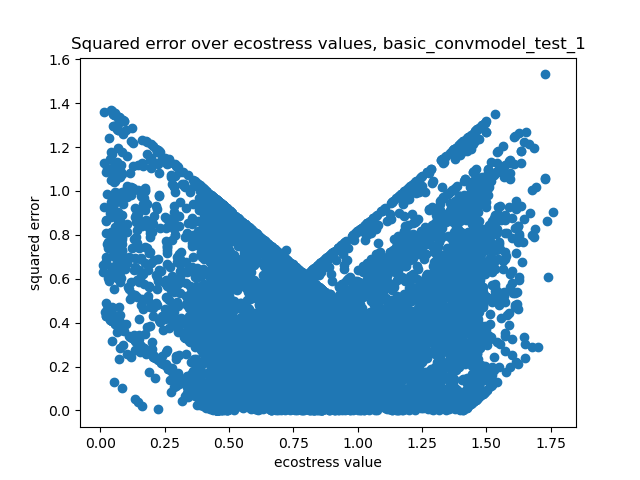 Squared error over ecostress values, basic_convmodel_test_1
1.6
1.4
1.2
1.0
0.8
0.6
0.4
0.2
0.0
squared error
0.00 0.25 0.50 0.75 1.00 1.25 1.50 1.75
ecostress value